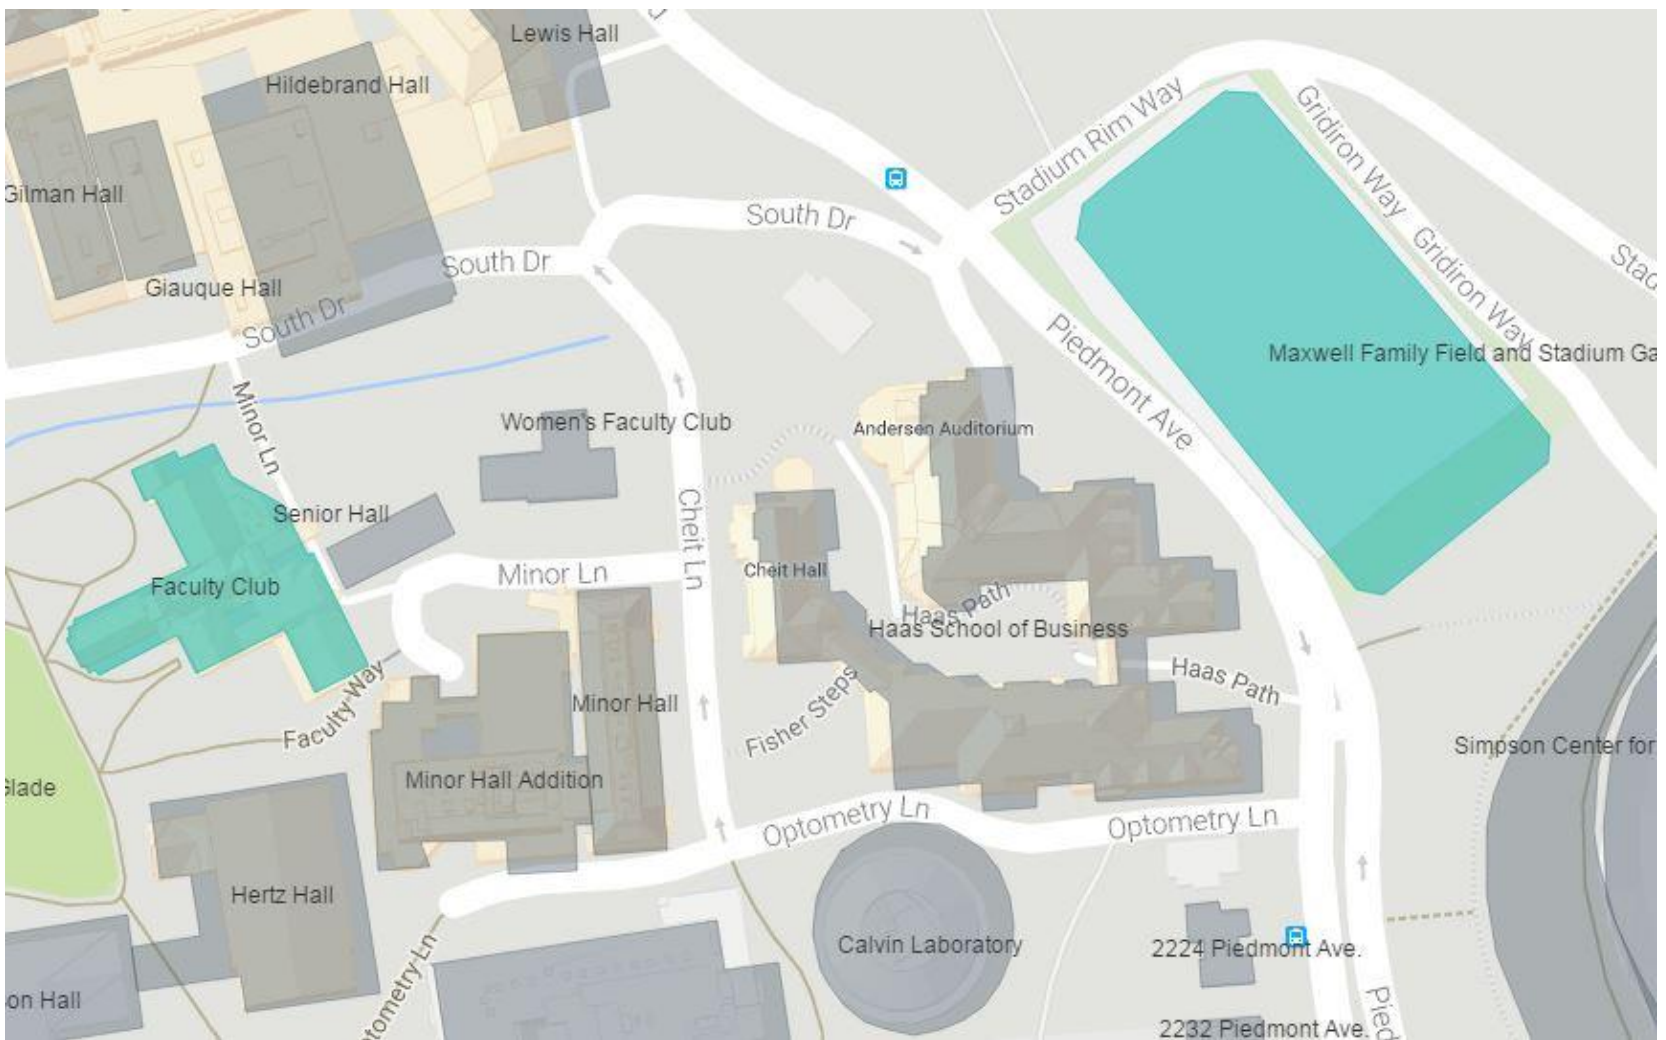 Lewis Hall
Hildebrand Hall
Stadium Rim Way
Gridiron Way
Gilman Hall
South Dr
Gridiron Way
South Dr
Giauque Hall
South Dr
Piedmont Ave
Maxwell Family Field and Stadium Ga
Minor Ln
Women's Faculty Club
Andersen Auditorium
Senior Hall
Cheit Ln
Faculty Club
Minor Ln
Cheit Hall
Haas Path
Haas School of Business
Haas Path
Faculty Way
Minor Hall
Fisher Steps
Simpson Center for
Glade
Minor Hall Addition
Optometry Ln
Optometry Ln
Hertz Hall
Calvin Laboratory
2224 Piedmont Ave.
on Hall
tometry Ln
Pied
2232 Piedmont Ave.